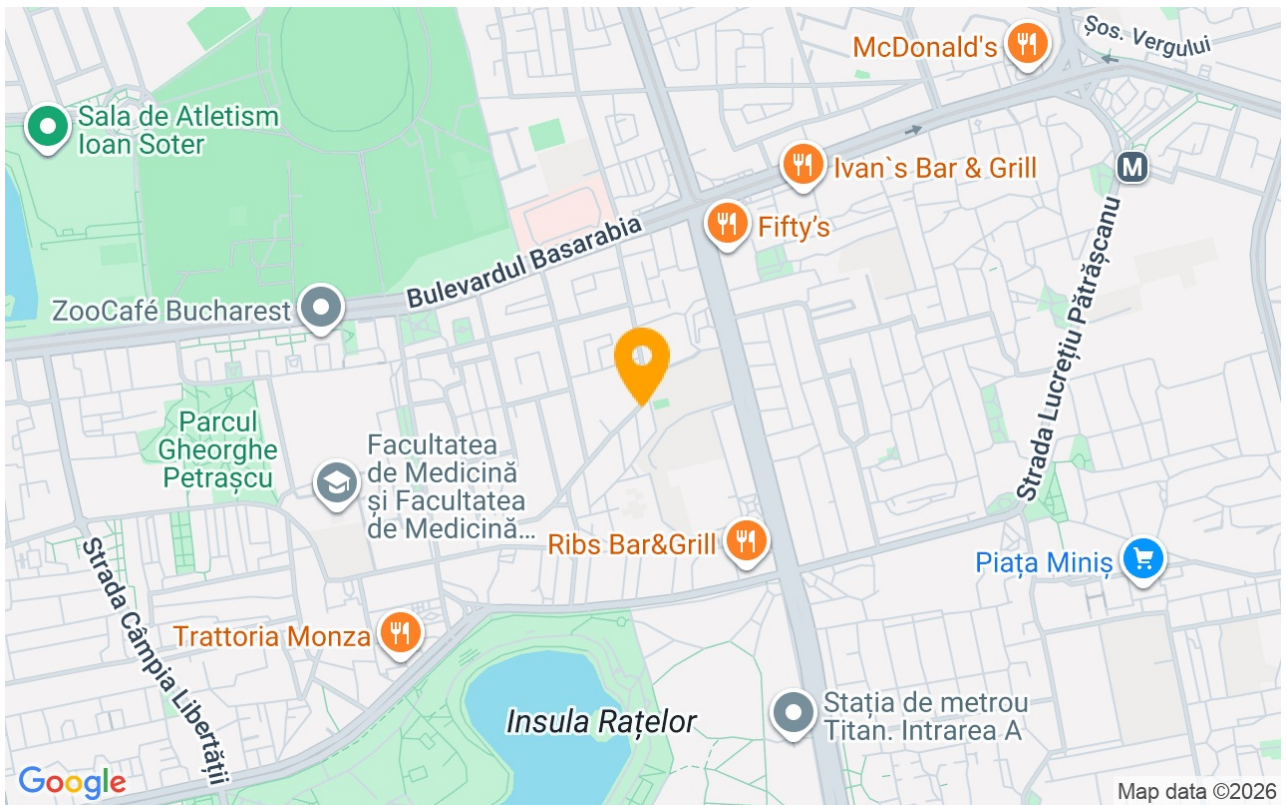 McDonald's
Șos. Vergului
Sala de Atletism
Ioan Soter
M
Ivan`s Bar & Grill
Fifty's
Bulevardul Basarabia
ZooCafé Bucharest
Strada Lucrețiu Pătrășcanu
Parcul
Gheorghe
Petrașcu
Facultatea
de Medicină
și Facultatea
de Medicină...
Ribs Bar&Grill
Piața Miniș
Strada Câmpia Libertății
Trattoria Monza
Insula Rațelor
Stația de metrou
Titan. Intrarea A
Google
Map data ©2026